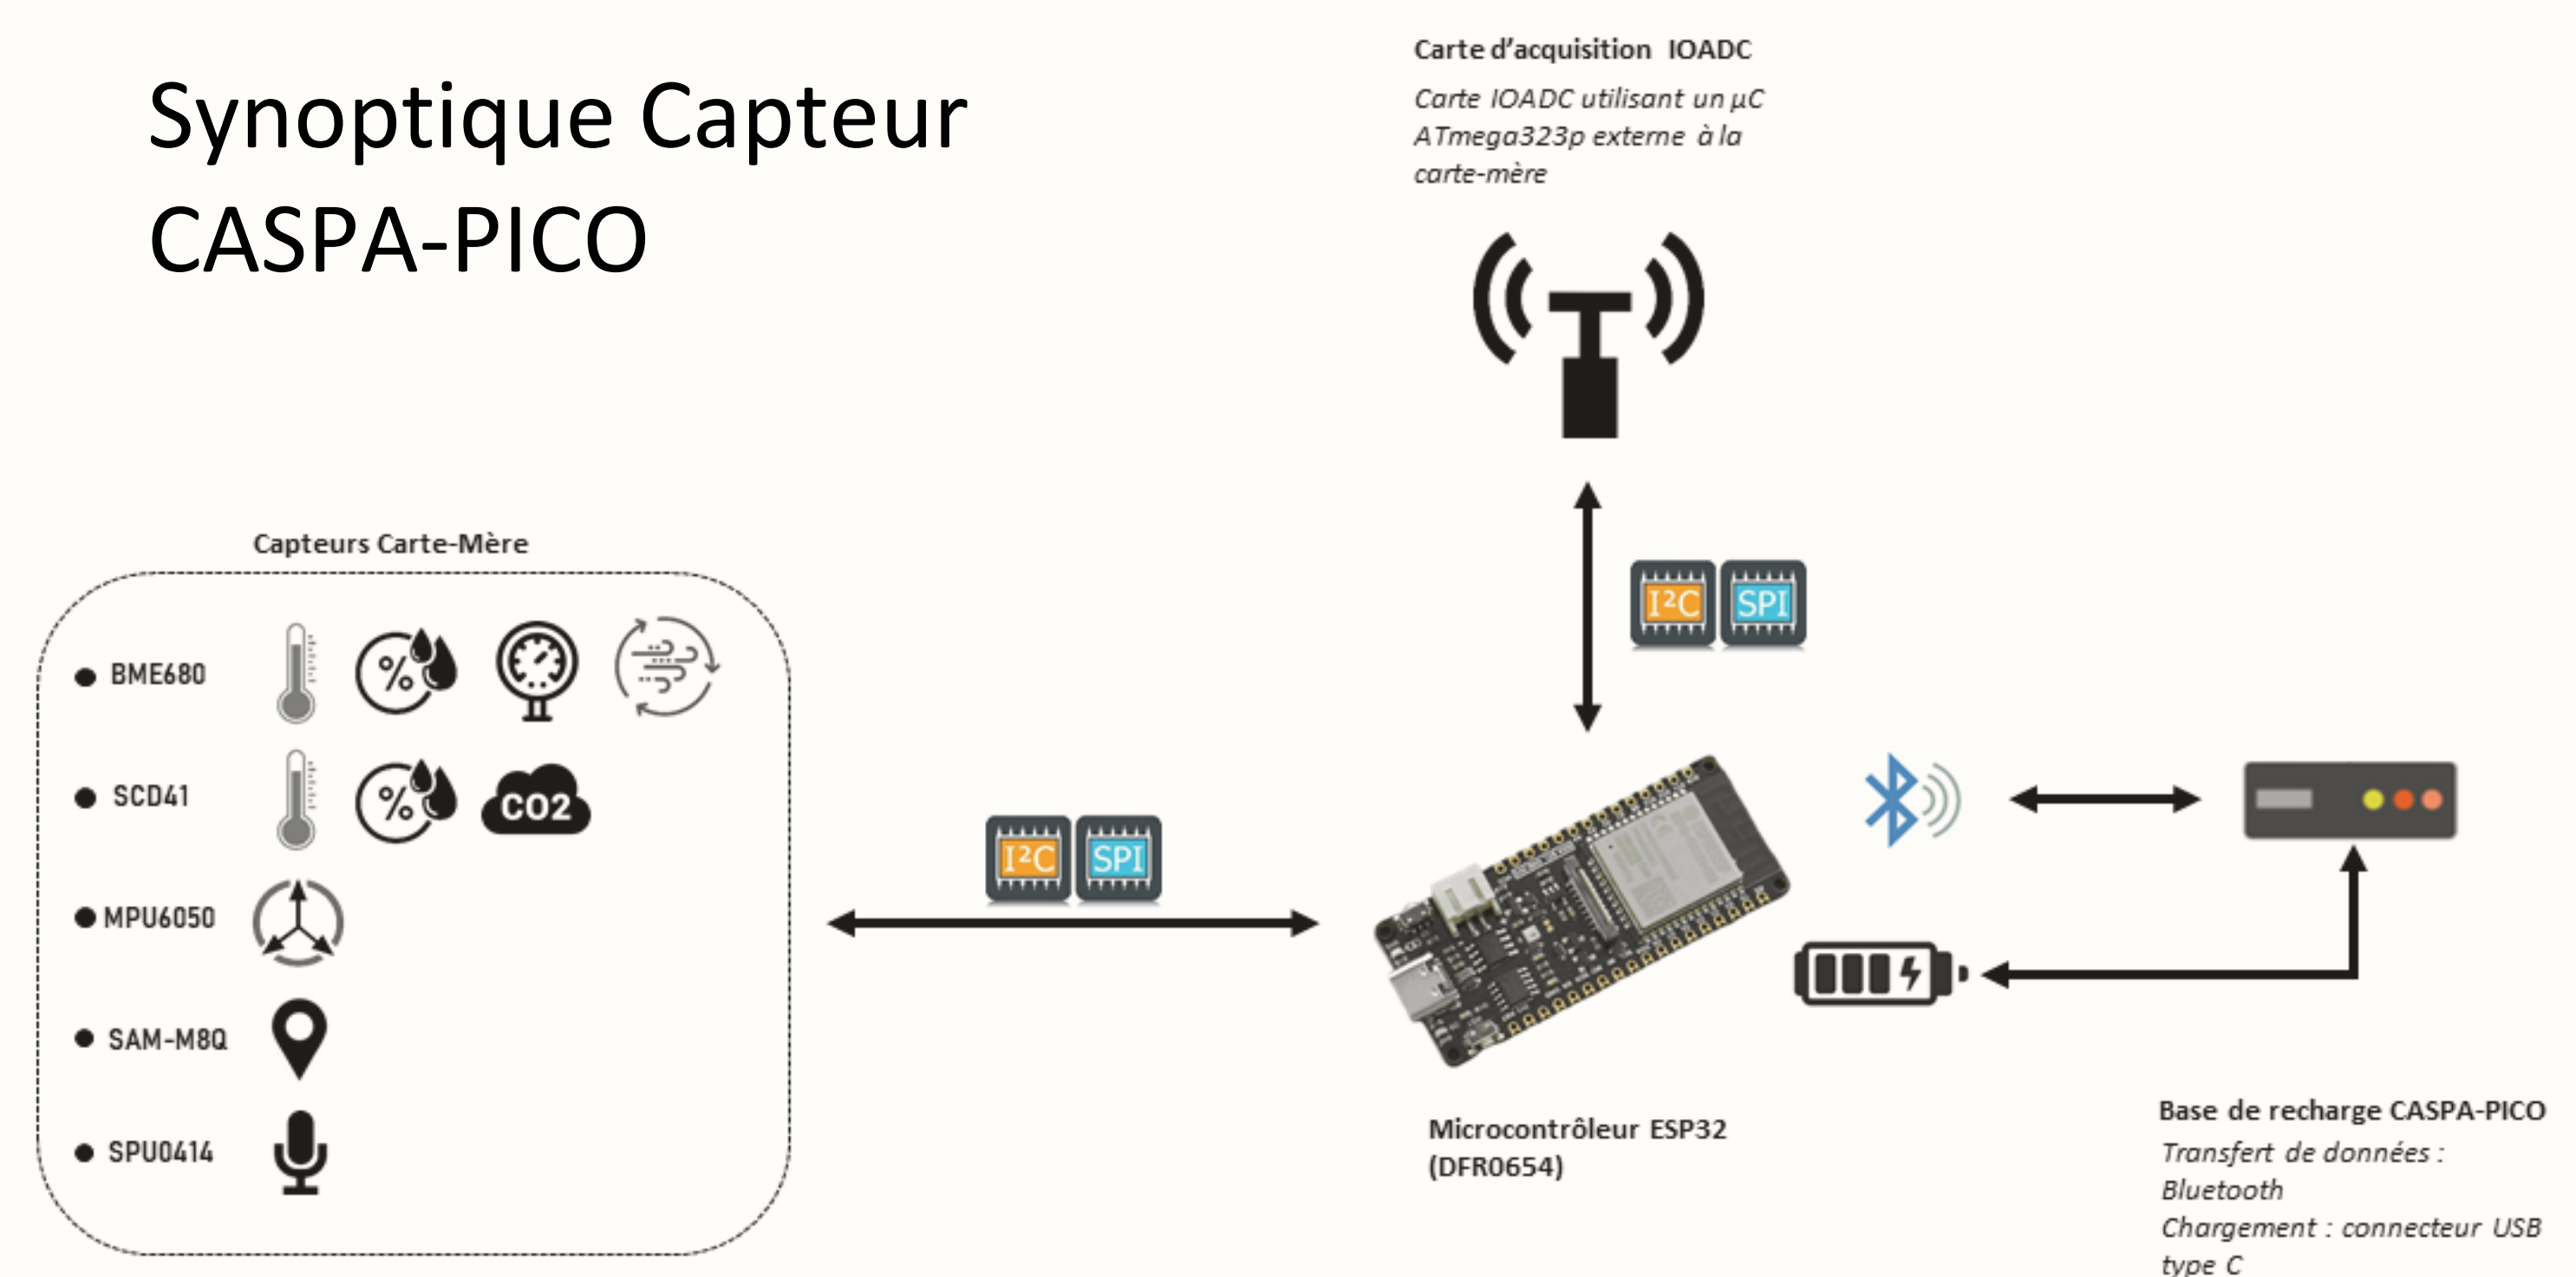 Synoptique Capteur
CASPA-PICO
Carte d'acquisition IOADC
Carte IOADC utilisant un µC
ATmega323p externe à la
carte-mère
I²C SPI
Capteurs Carte-Mère
BME680
%
SCD41
%
CO2
MPU6050
SAM-M8Q
SPU0414
I²C SPI
Microcontrôleur ESP32
(DFR0654)
Base de recharge CASPA-PICO
Transfert de données :
Bluetooth
Chargement : connecteur USB
type C